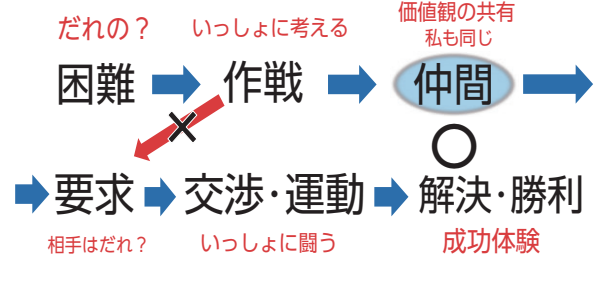 だれの？
いっしょに考える
価値観の共有
私も同じ
困難
作戦
仲間
要求
交渉・運動
解決・勝利
相手はだれ？
いっしょに闘う
成功体験